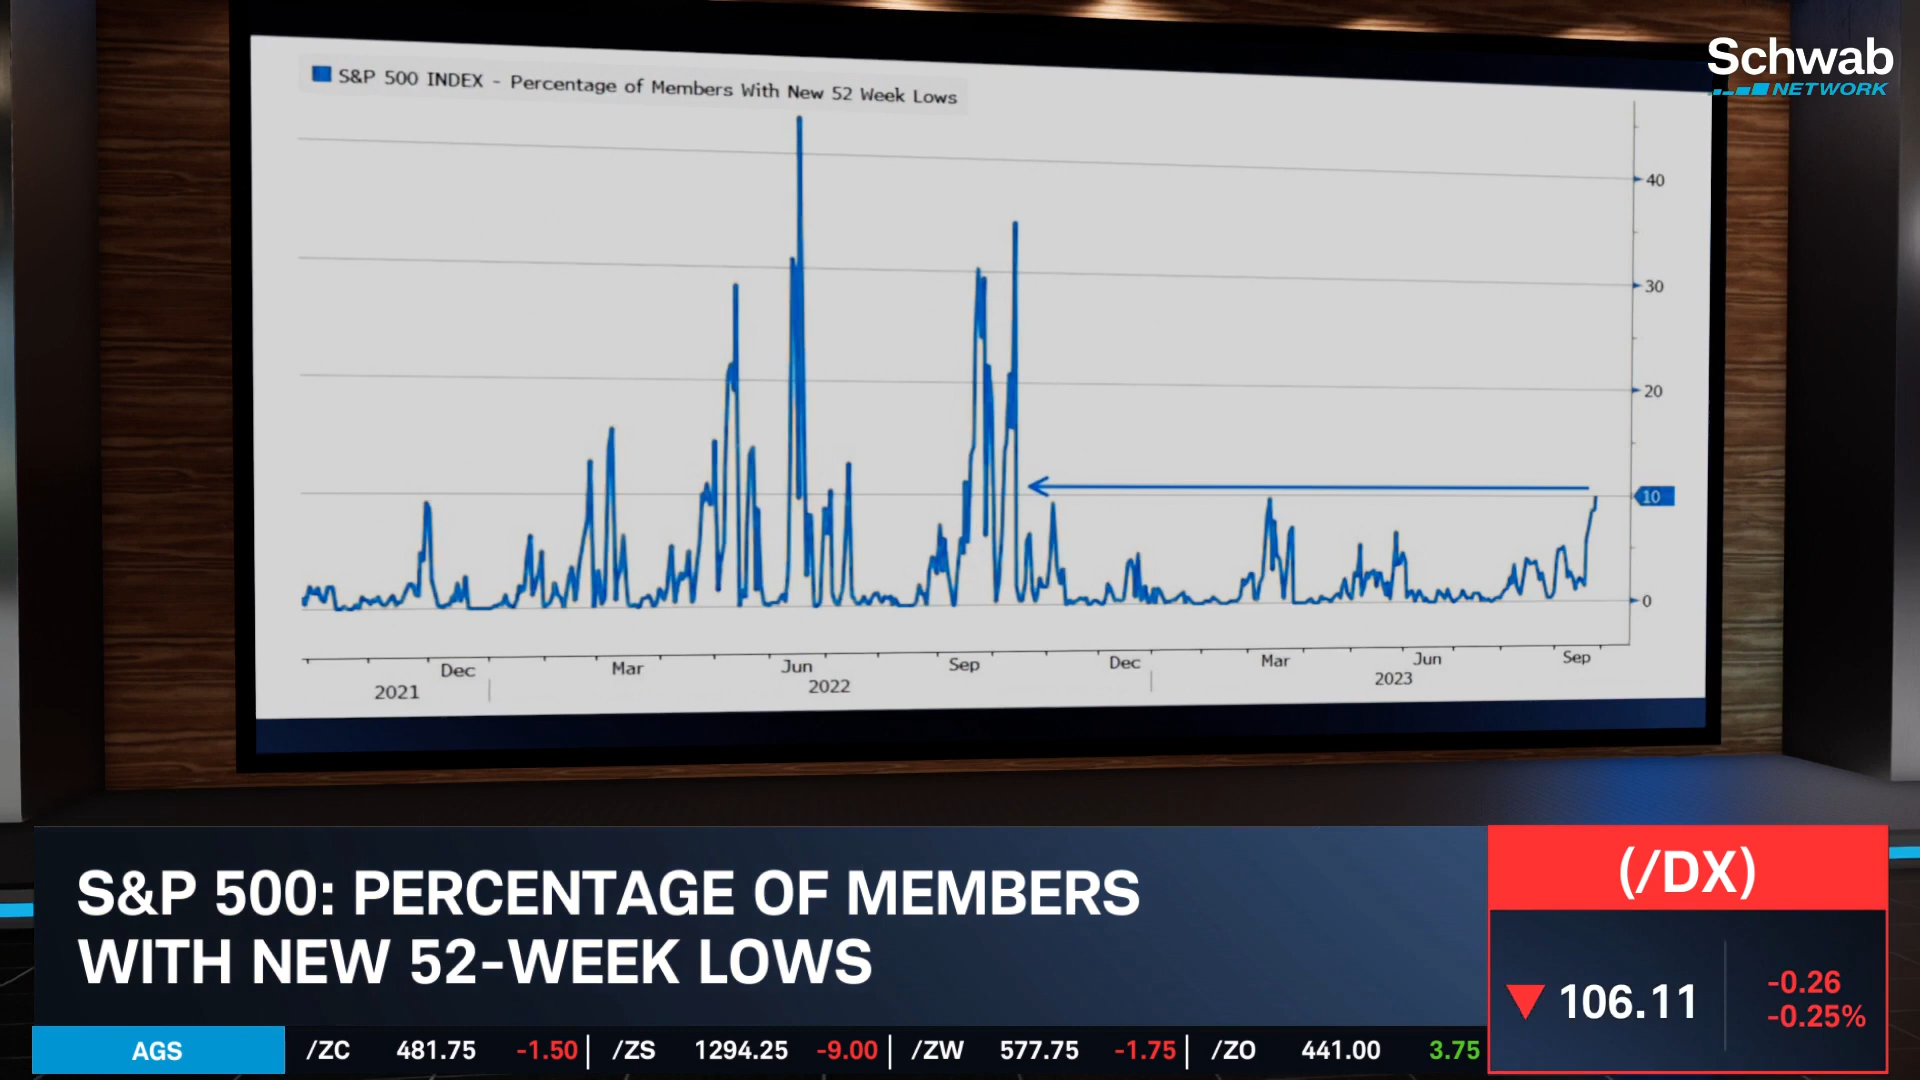 Schwab
NETWORK
S&P 500 INDEX - Percentage of Members With New 52 Week Lows
40
30
20
10
0
Dec Mar Jun Sep Dec Mar Jun Sep
2021 2022 2023
S&P 500: PERCENTAGE OF MEMBERS
WITH NEW 52-WEEK LOWS
(/DX)
106.11
-0.26
-0.25%
AGS /ZC 481.75 -1.50 /ZS 1294.25 -9.00 /ZW 577.75 -1.75 /ZO 441.00 3.75